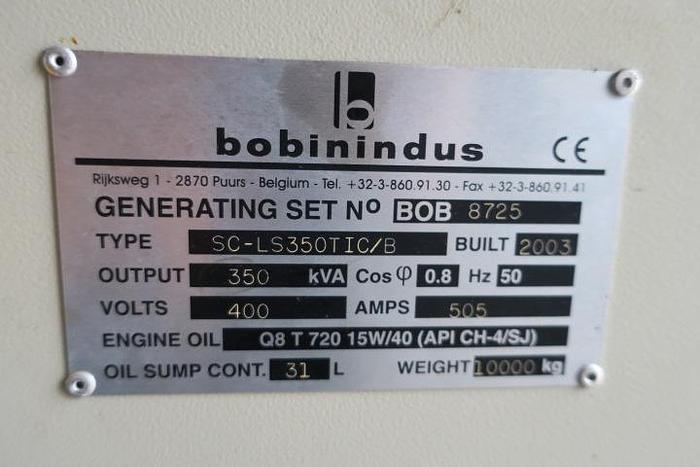 b
bobinindus CE
Rijksweg 1 - 2870 Puurs - Belgium - Tel. +32-3-860.91.30 - Fax +32-3-860.91.41
GENERATING SET Nº BOB 8725
TYPE SC-LS350TIC/B BUILT 2003
OUTPUT 350 kVA Cos φ 0.8 Hz 50
VOLTS 400 AMPS 505
ENGINE OIL Q8 T 720 15W/40 (API CH-4/SJ)
OIL SUMP CONT. 31 L WEIGHT 10000 kg